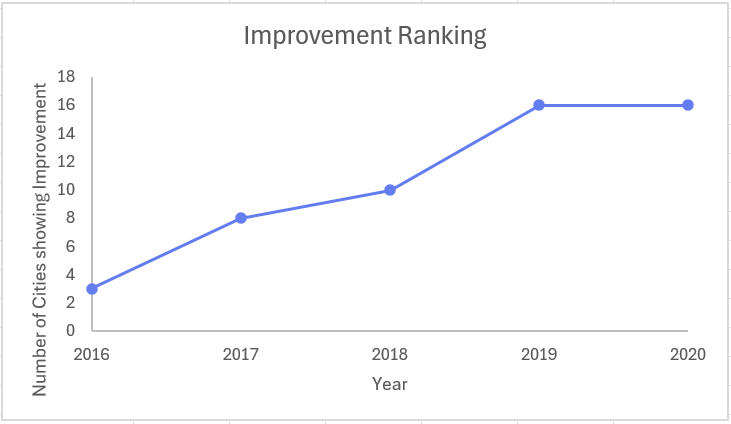 Improvement Ranking
Number of Cities showing Improvement
18
16
14
12
10
8
6
4
2
0
2016 2017 2018 2019 2020
Year